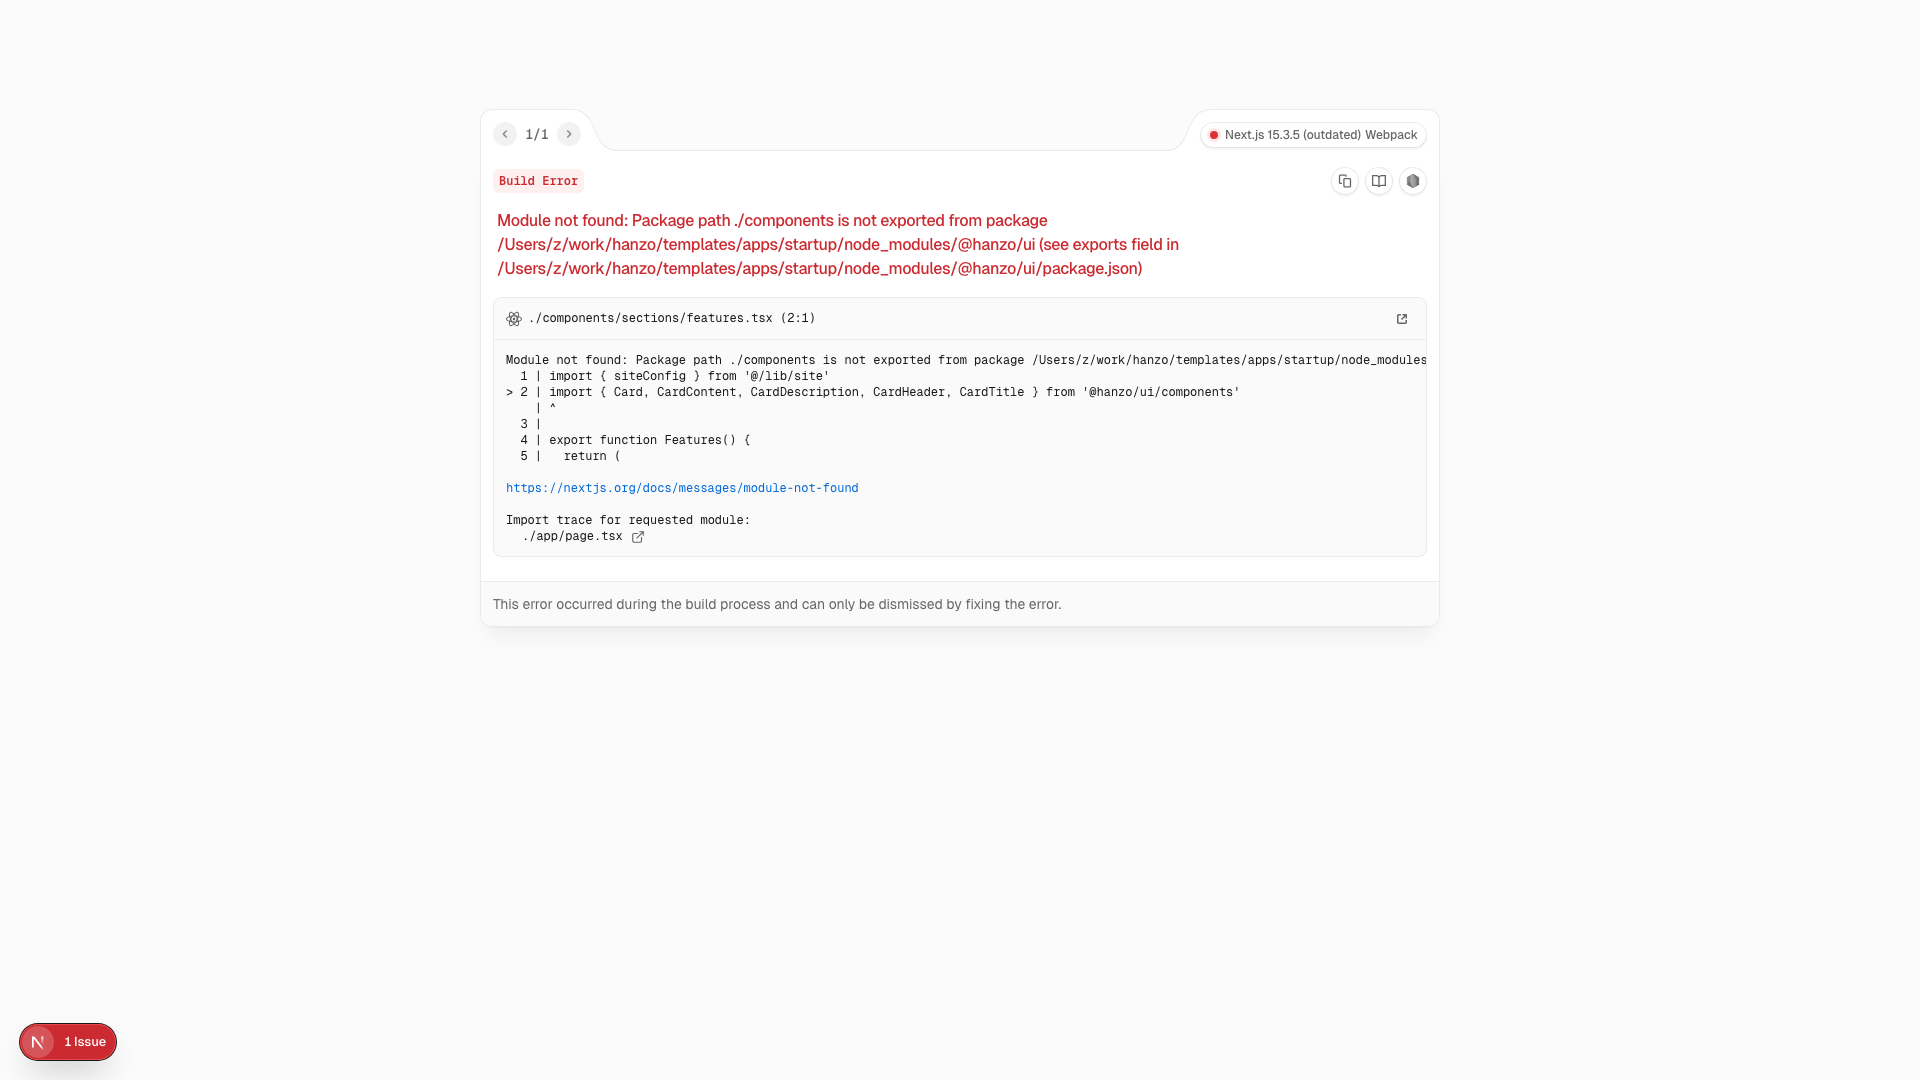 1/1
Next.js 15.3.5 (outdated) Webpack
Build Error
Module not found: Package path ./components is not exported from package
/Users/z/work/hanzo/templates/apps/startup/node_modules/@hanzo/ui (see exports field in
/Users/z/work/hanzo/templates/apps/startup/node_modules/@hanzo/ui/package.json)
./components/sections/features.tsx (2:1)
Module not found: Package path ./components is not exported from package /Users/z/work/hanzo/templates/apps/startup/node_modules
  1 | import { siteConfig } from '@/lib/site'
> 2 | import { Card, CardContent, CardDescription, CardHeader, CardTitle } from '@hanzo/ui/components'
    | ^
  3 |
  4 | export function Features() {
  5 |   return (
https://nextjs.org/docs/messages/module-not-found
Import trace for requested module:
./app/page.tsx
This error occurred during the build process and can only be dismissed by fixing the error.
N 1 Issue